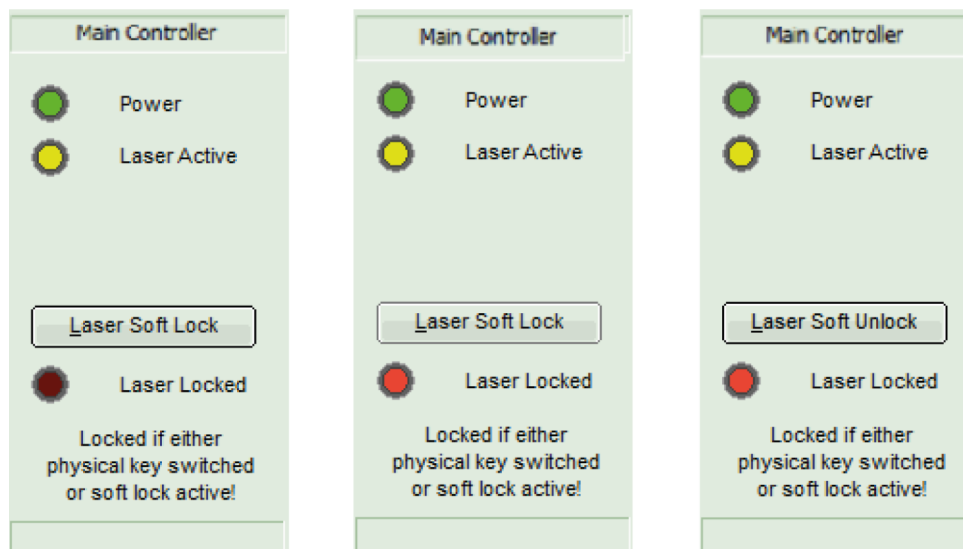 Main Controller
Power
Laser Active
Laser Soft Lock
Laser Locked
Locked if either
physical key switched
or soft lock active!
Main Controller
Power
Laser Active
Laser Soft Lock
Laser Locked
Locked if either
physical key switched
or soft lock active!
Main Controller
Power
Laser Active
Laser Soft Unlock
Laser Locked
Locked if either
physical key switched
or soft lock active!